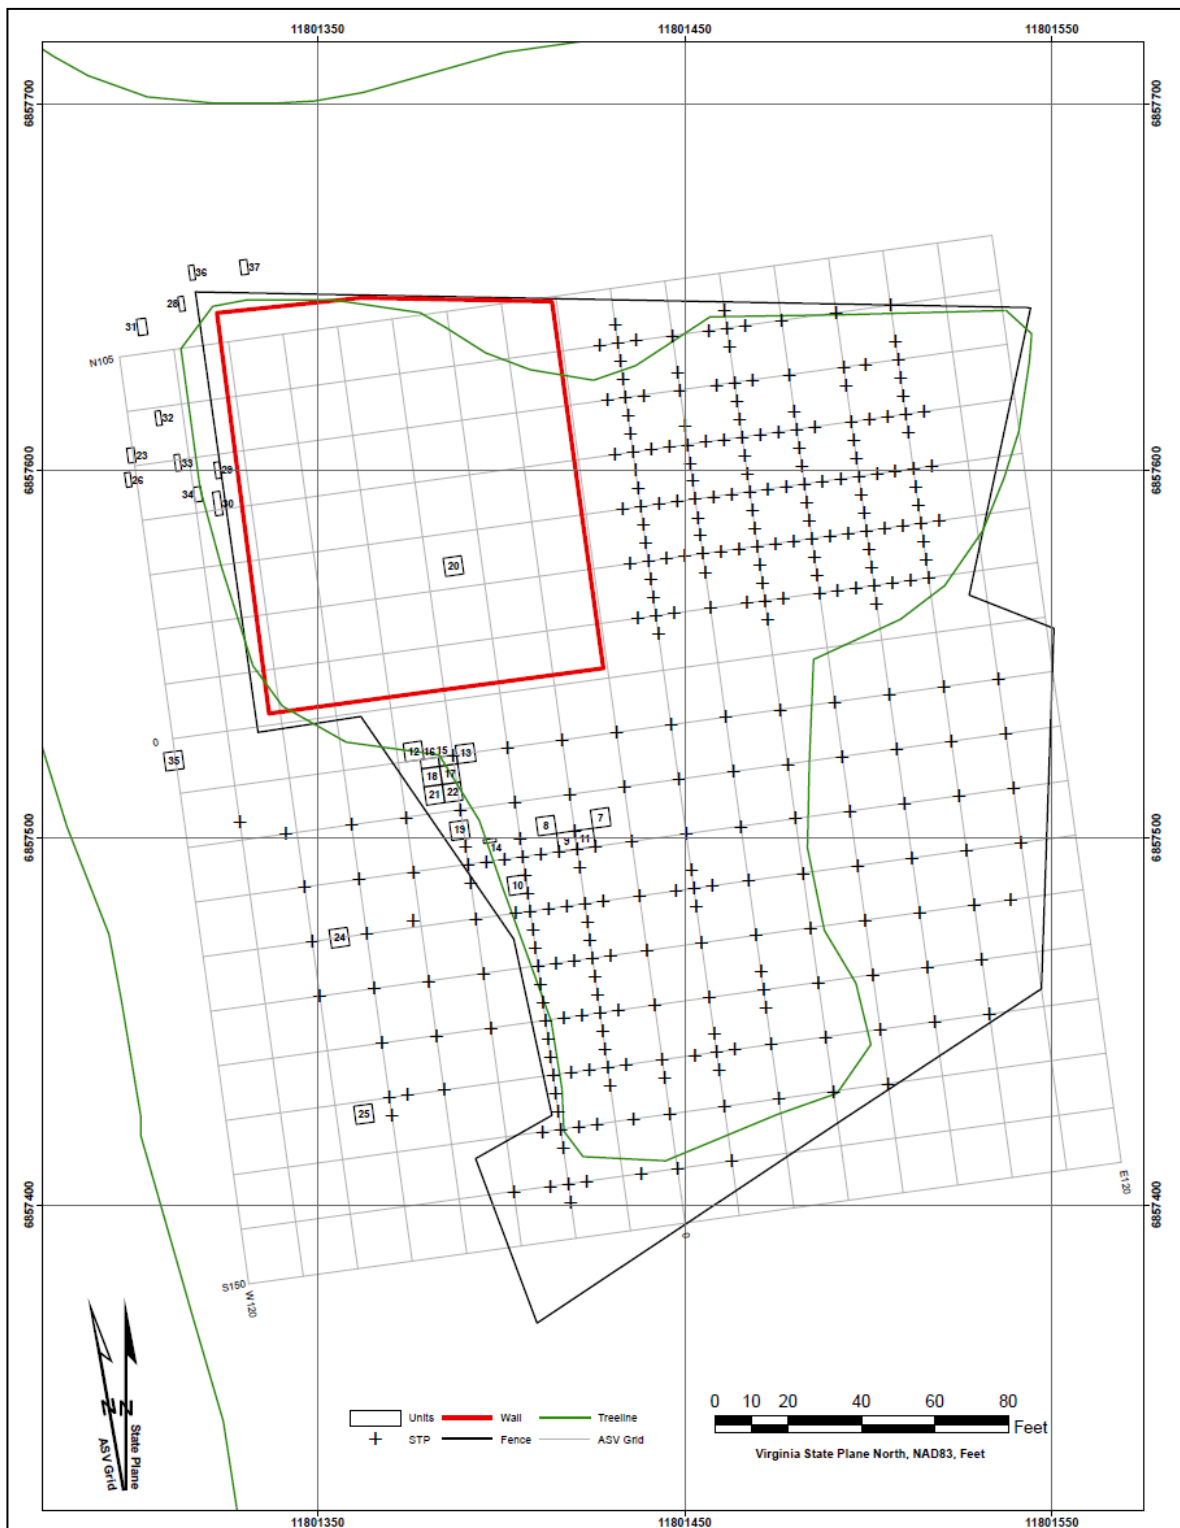 11801350 11801450 11801550
6857700 6857700
36 37
28
31
N105
32
23 33 29
26
34 30
6857600 6857600
20
0
35
12 16 15 13
18 17
21 22
19 14 8 9 11 7
10
6857500 6857500
24
25
E120
6857400 6857400
0
S150
W120
N N
ASV Grid
State Plane
Units Wall Treeline
STP Fence ASV Grid
0 10 20 40 60 80
Feet
Virginia State Plane North, NAD83, Feet
11801350 11801450 11801550